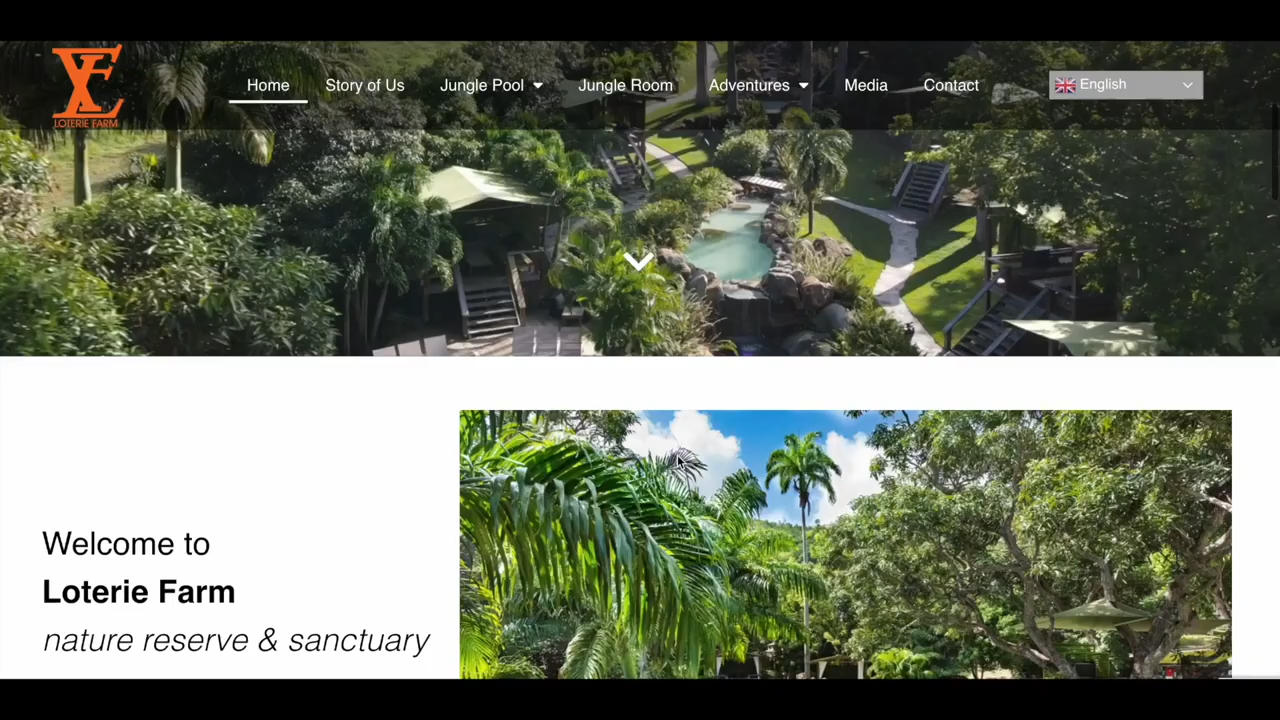 LOTERIE FARM
Home
Story of Us
Jungle Pool
Jungle Room
Adventures
Media
Contact
English
Welcome to
Loterie Farm
nature reserve & sanctuary